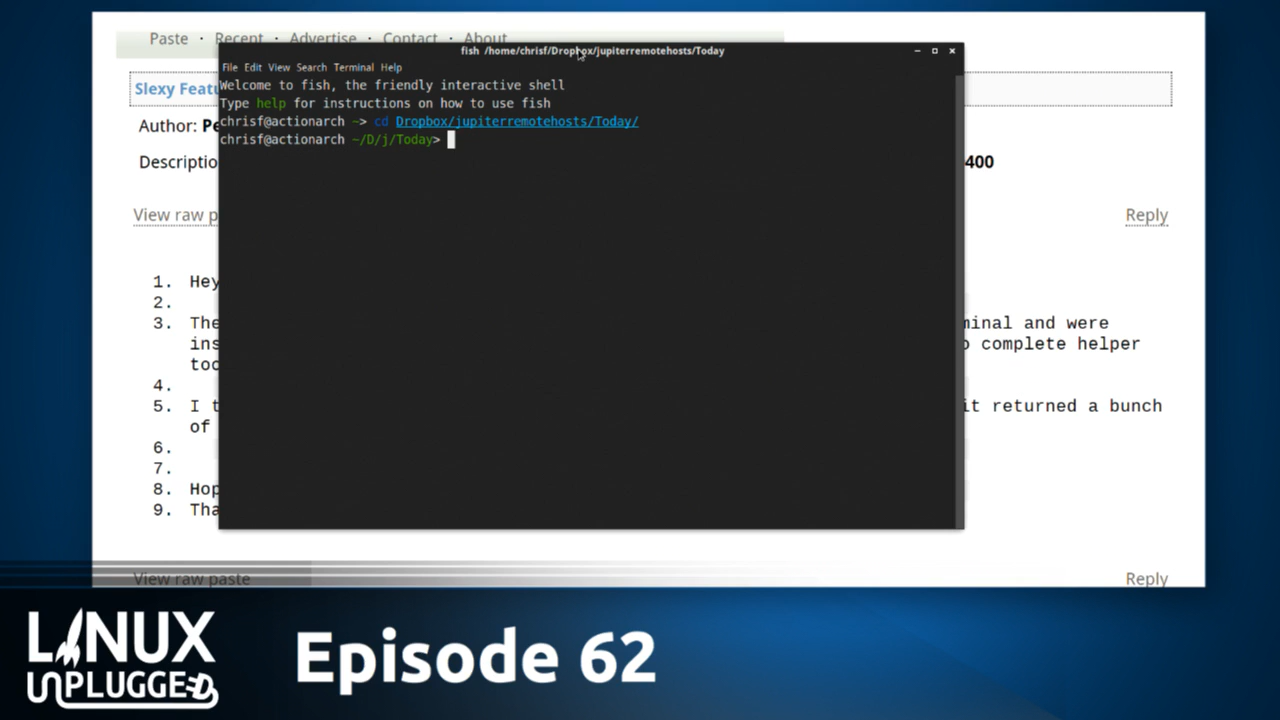 Paste · Recent · Advertise · Contact · About
fish /home/chrisf/Dropbox/jupiterremotehosts/Today
File Edit View Search Terminal Help
Welcome to fish, the friendly interactive shell
Type help for instructions on how to use fish
chrisf@actionarch ~> cd Dropbox/jupiterremotehosts/Today/
chrisf@actionarch ~/D/j/Today>
Slexy Featu
Author: Pe
Descriptio 400
View raw p Reply
1. Hey
2.
3. The minal and were
ins complete helper
too
4.
5. I t it returned a bunch
of
6.
7.
8. Hop
9. Tha
View raw paste Reply
LINUX
UNPLUGGED
Episode 62